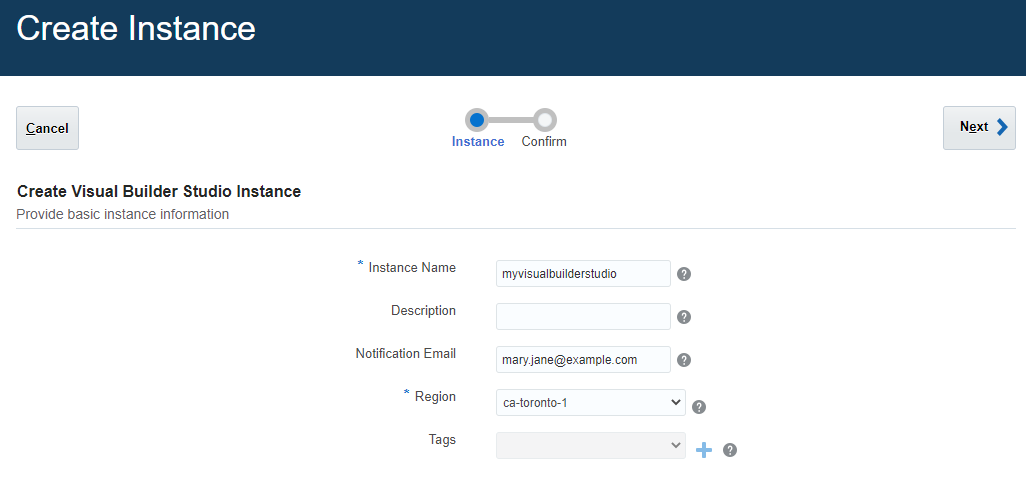 Create Instance
Cancel
Next
Instance Confirm
Create Visual Builder Studio Instance
Provide basic instance information
* Instance Name myvisualbuilderstudio ?
Description ?
Notification Email mary.jane@example.com ?
* Region ca-toronto-1 ?
Tags ?